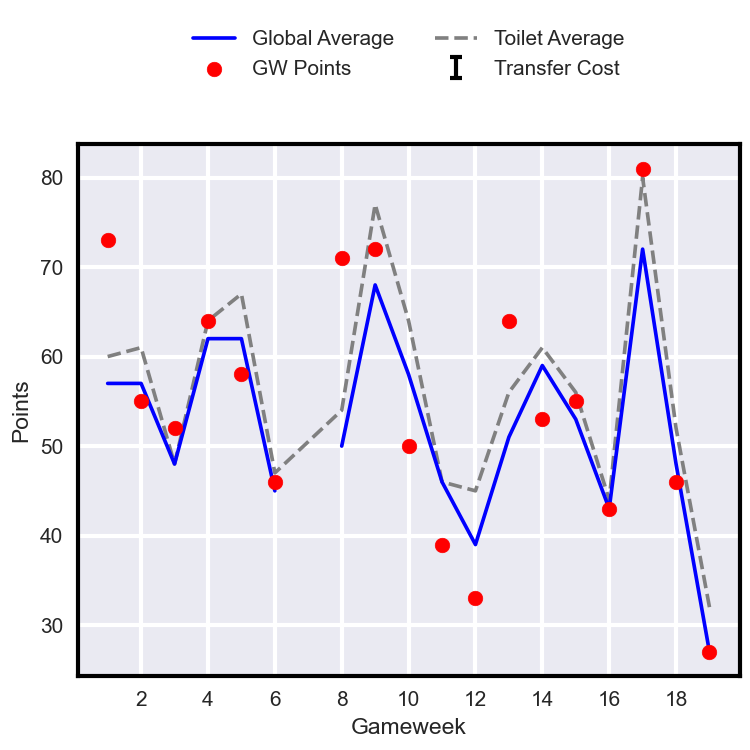 Global Average
Toilet Average
GW Points
Transfer Cost
80
70
60
50
40
30
Points
2 4 6 8 10 12 14 16 18
Gameweek